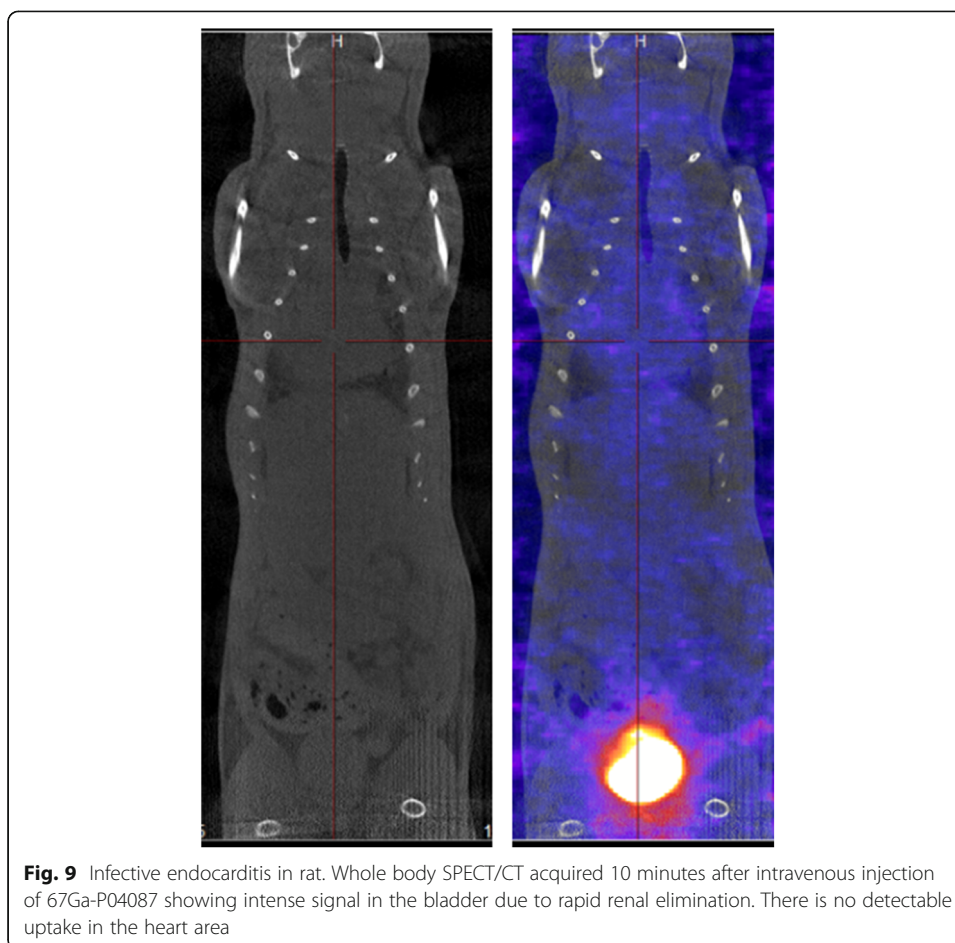 H
H
5
1
Fig. 9 Infective endocarditis in rat. Whole body SPECT/CT acquired 10 minutes after intravenous injection
of 67Ga-P04087 showing intense signal in the bladder due to rapid renal elimination. There is no detectable
uptake in the heart area